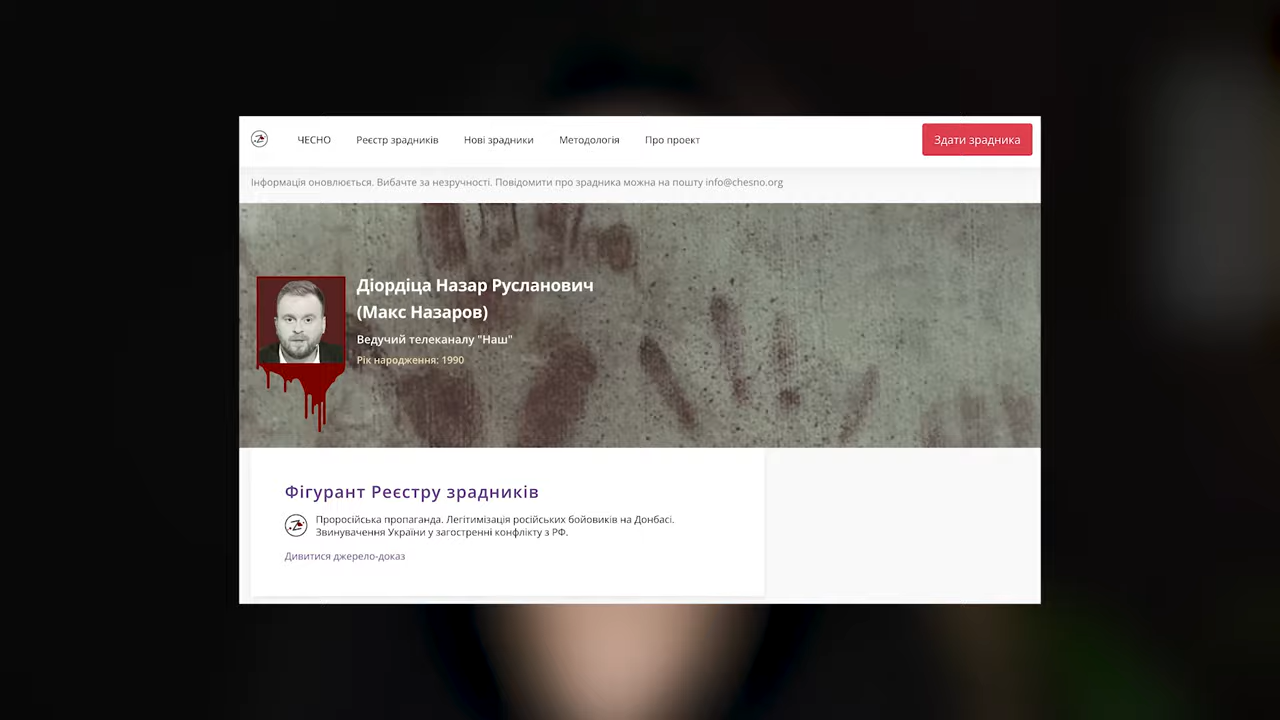 ЧЕСНО Реєстр зрадників Нові зрадники Методологія Про проект Здати зрадника
Інформація оновлюється. Вибачте за незручності. Повідомити про зрадника можна на пошту info@chesno.org
Діордіца Назар Русланович
(Макс Назаров)
Ведучий телеканалу "Наш"
Рік народження: 1990
Фігурант Реєстру зрадників
Проросійська пропаганда. Легітимізація російських бойовиків на Донбасі.
Звинувачення України у загостренні конфлікту з РФ.
Дивитися джерело-доказ